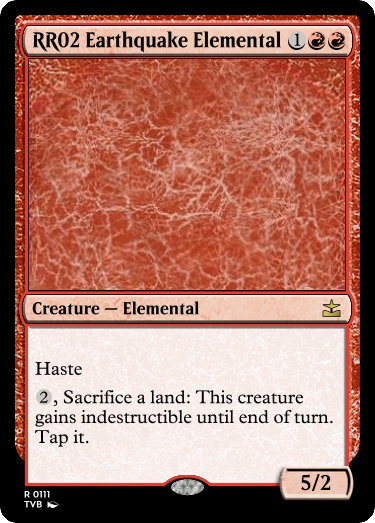 RR02 Earthquake Elemental 1
Creature — Elemental
Haste
2, Sacrifice a land: This creature
gains indestructible until end of turn.
Tap it.
5/2
R 0111
TVB